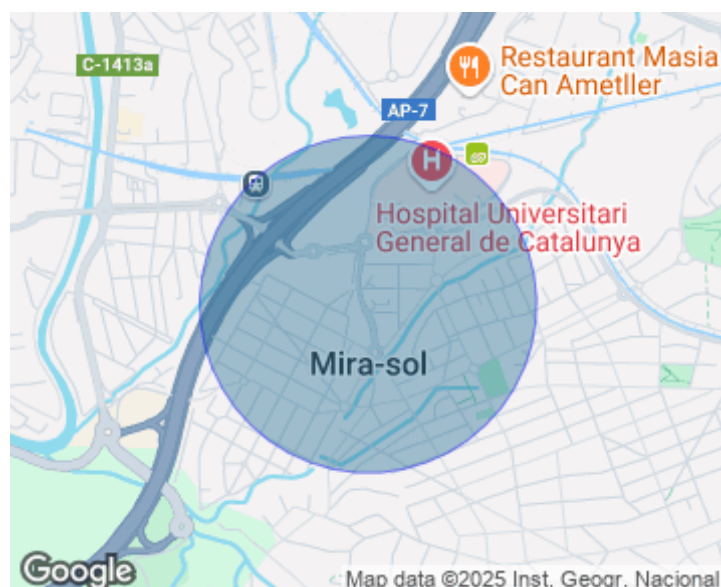 C-1413a
Restaurant Masia
Can Ametller
AP-7
H
Hospital Universitari
General de Catalunya
Mira-sol
Google
Map data ©2025 Inst. Geogr. Nacional